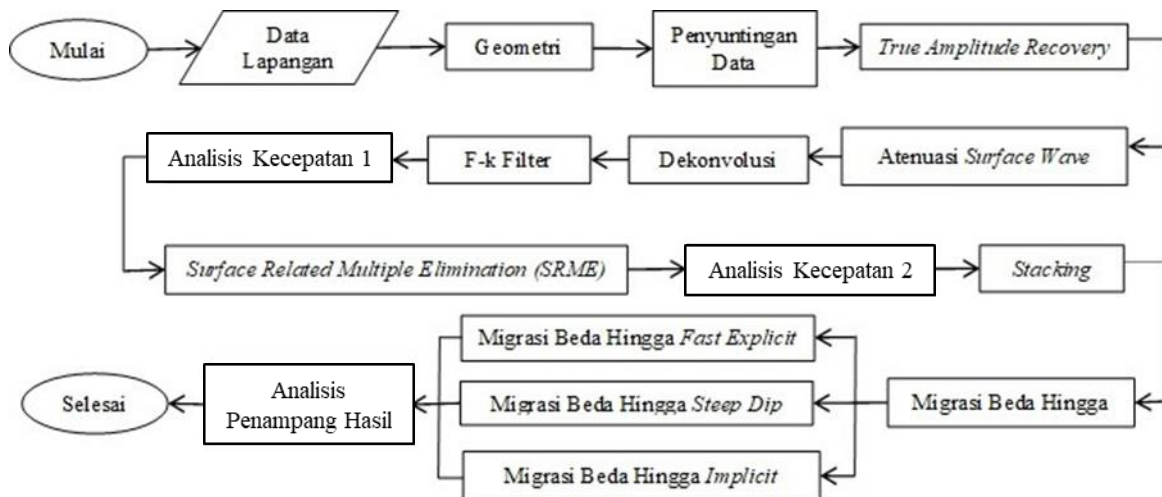 Mulai
Data
Lapangan
Geometri
Penyuntingan
Data
True Amplitude Recovery
Atenuasi Surface Wave
Dekonvolusi
F-k Filter
Analisis Kecepatan 1
Surface Related Multiple Elimination (SRME)
Analisis Kecepatan 2
Stacking
Migrasi Beda Hingga
Migrasi Beda Hingga Fast Explicit
Migrasi Beda Hingga Steep Dip
Migrasi Beda Hingga Implicit
Analisis
Penampang Hasil
Selesai